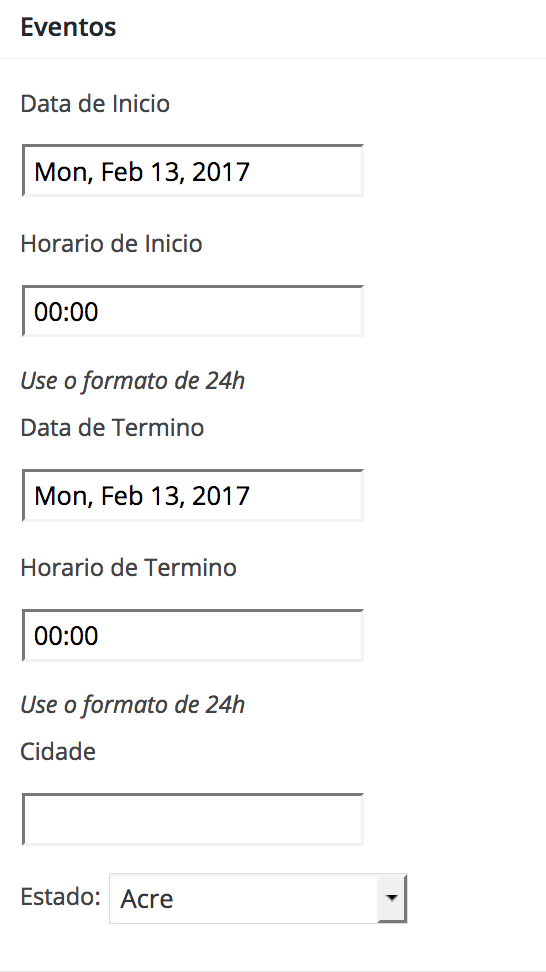 Eventos
Data de Inicio
Mon, Feb 13, 2017
Horario de Inicio
00:00
Use o formato de 24h
Data de Termino
Mon, Feb 13, 2017
Horario de Termino
00:00
Use o formato de 24h
Cidade
Estado: Acre